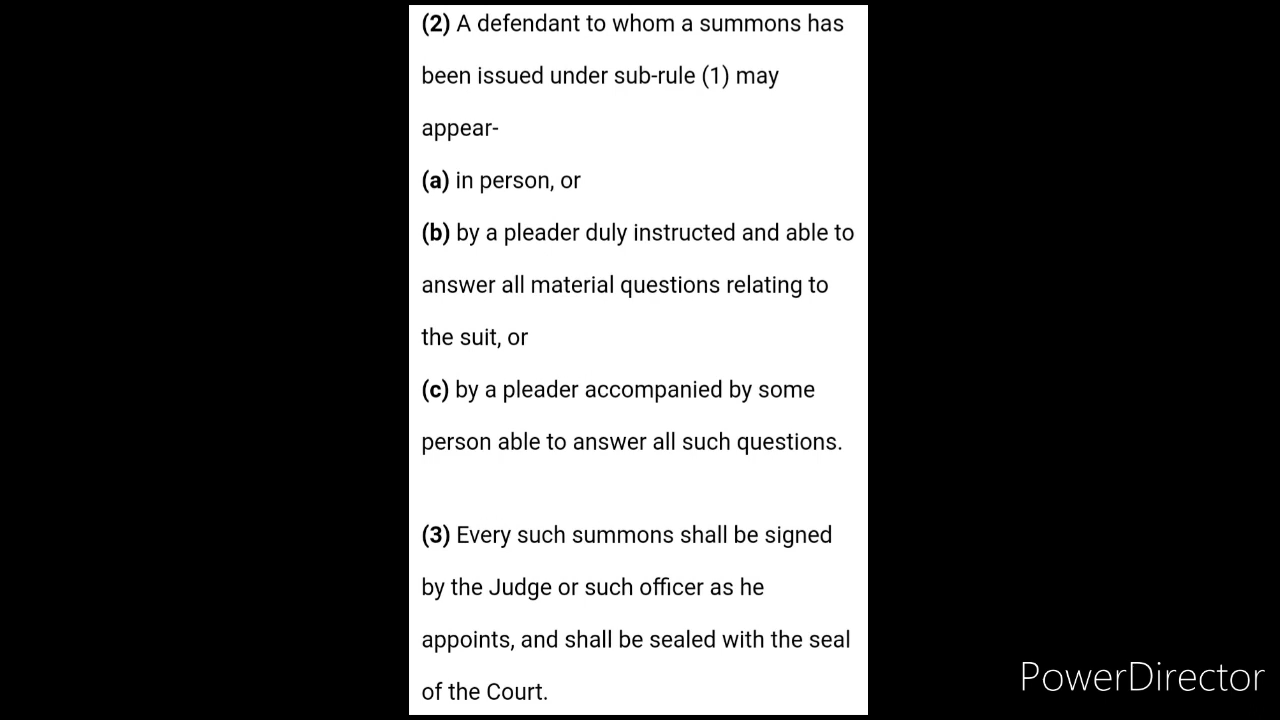 (2) A defendant to whom a summons has
been issued under sub-rule (1) may
appear-
(a) in person, or
(b) by a pleader duly instructed and able to
answer all material questions relating to
the suit, or
(c) by a pleader accompanied by some
person able to answer all such questions.
(3) Every such summons shall be signed
by the Judge or such officer as he
appoints, and shall be sealed with the seal
of the Court.
PowerDirector